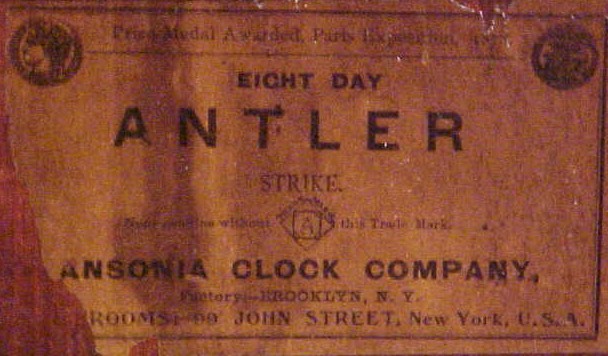 Prize Medal Awarded, Paris Exposition,
EIGHT DAY
ANTLER
STRIKE.
None genuine without A this Trade Mark.
ANSONIA CLOCK COMPANY,
Factory:—BROOKLYN, N. Y.
ROOMS: 99 JOHN STREET, New York, U.S.A.